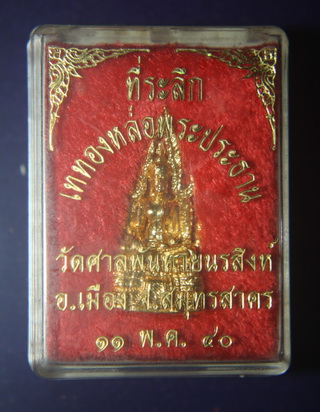 ที่ระลึก
เททองหล่อพระประธาน
วัดศาลพันท้ายนรสิงห์
อ.เมือง จ.สมุทรสาคร
๑๑ พ.ค. ๔๐